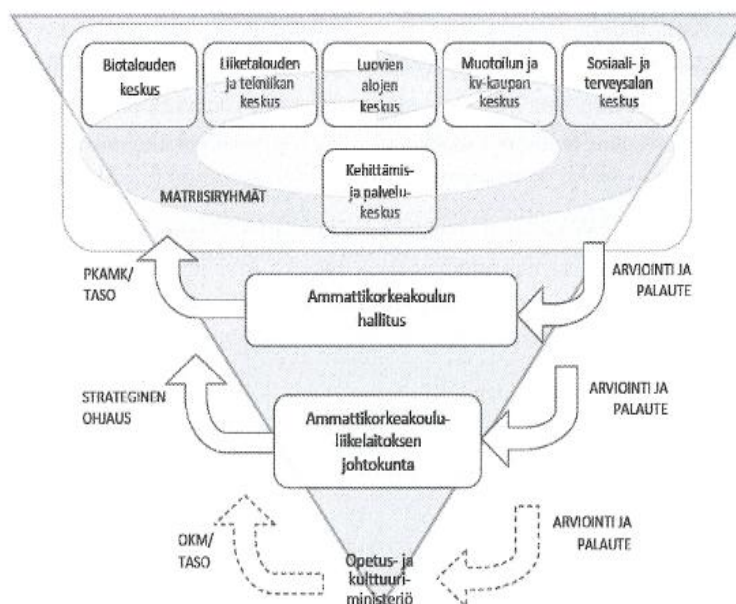 Biotalouden
keskus
Liiketalouden
ja tekniikan
keskus
Luovien
alojen
keskus
Muotoilun ja
kv-kaupan
keskus
Sosiaali- ja
terveysalan
keskus
Kehittämis-
ja palvelu-
keskus
MATRIISIRYHMÄT
PKAMK/
TASO
Ammattikorkeakoulun
hallitus
ARVIOINTI JA
PALAUTE
STRATEGINEN
OHJAUS
Ammattikorkeakoulu-
liikelaitoksen
johtokunta
ARVIOINTI JA
PALAUTE
OKM/
TASO
Opetus- ja
kulttuuri-
ministeriö
ARVIOINTI JA
PALAUTE